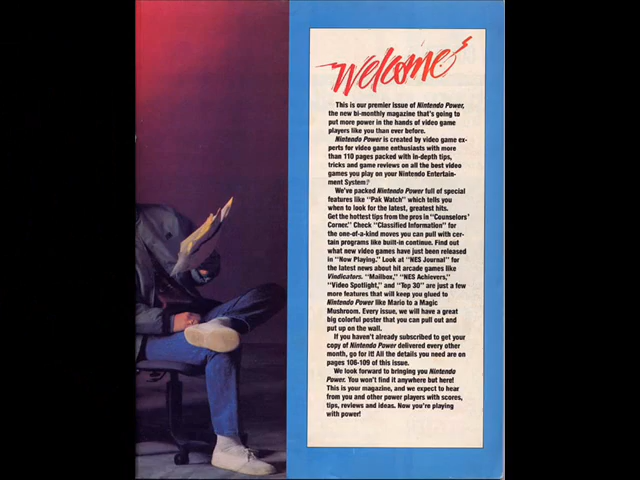 Welcome
This is our premier issue of Nintendo Power,
the new bi-monthly magazine that's going to
put more power in the hands of video game
players like you than ever before.
Nintendo Power is created by video game ex-
perts for video game enthusiasts with more
than 110 pages packed with in-depth tips,
tricks and game reviews on all the best video
games you play on your Nintendo Entertain-
ment System?
We've packed Nintendo Power full of special
features like "Pak Watch" which tells you
when to look for the latest, greatest hits.
Get the hottest tips from the pros in "Counselors'
Corner." Check "Classified Information" for
the one-of-a-kind moves you can pull with cer-
tain programs like built-in continue. Find out
what new games have just been released
in "Now Playing." Look at "NES Journal" for
the latest news about hit arcade games like
Vindicators. "Mailbox," "NES Achievers,"
"Video Spotlight," and "Top 30" are just a few
more features that will keep you glued to
Nintendo Power like Mario to a Magic
Mushroom. Every issue, we will have a great
big colorful poster that you can pull out and
put up on the wall.
If you haven't already subscribed to get your
copy of Nintendo Power delivered every other
month, go for it! All the details you need are on
pages 106-109 of this issue.
We look forward to bringing you Nintendo
Power. You won't find it anywhere but here!
This is your magazine, and we expect to hear
from you and other power players with scores,
tips, reviews and ideas. Now you're playing
with power!